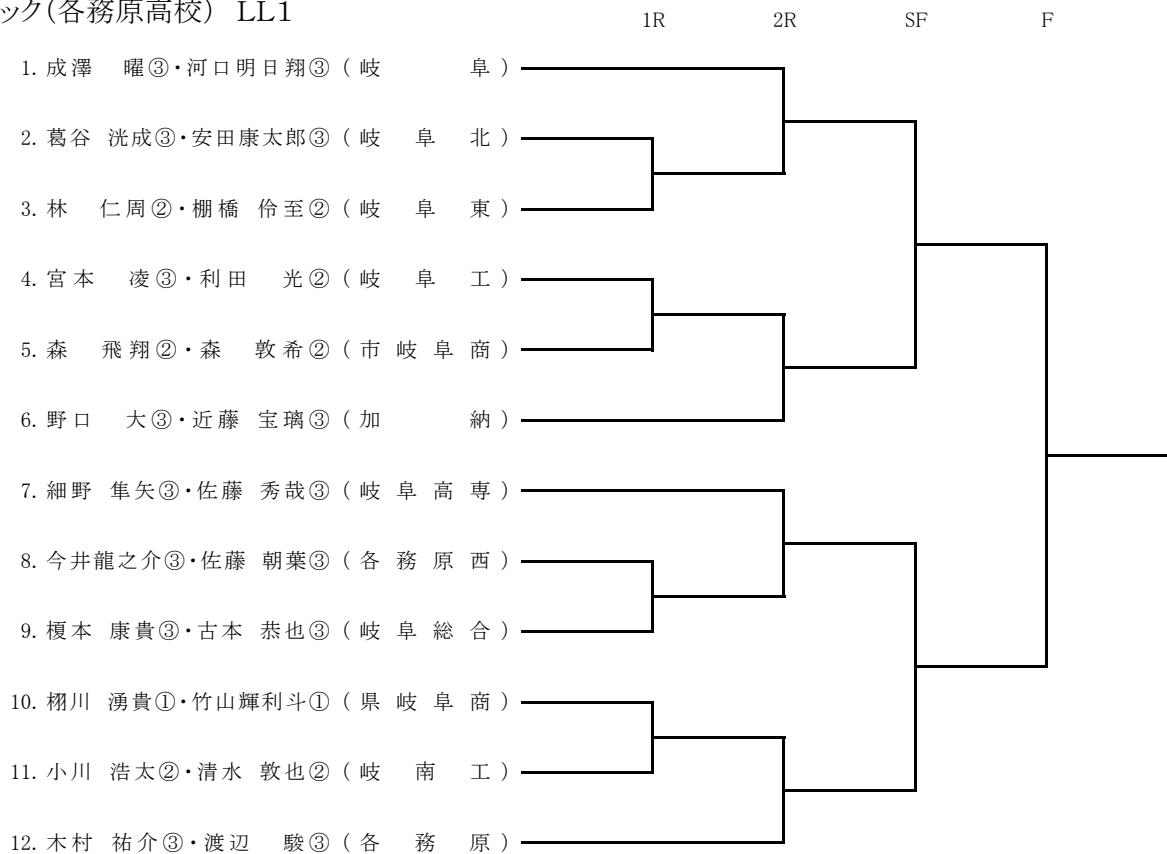 ック(各務原高校) LL1
1R 2R SF F
1. 成澤 曜③・河口明日翔③ ( 岐 阜 )
2. 葛谷 洸成③・安田康太郎③ ( 岐 阜 北 )
3. 林 仁周②・棚橋 伶至② ( 岐 阜 東 )
4. 宮本 凌③・利田 光② ( 岐 阜 工 )
5. 森 飛翔②・森 敦希② ( 市 岐 阜 商 )
6. 野口 大③・近藤 宝璃③ ( 加 納 )
7. 細野 隼矢③・佐藤 秀哉③ ( 岐 阜 高 専 )
8. 今井龍之介③・佐藤 朝葉③ ( 各 務 原 西 )
9. 榎本 康貴③・古本 恭也③ ( 岐 阜 総 合 )
10. 栩川 湧貴①・竹山輝利斗① ( 県 岐 阜 商 )
11. 小川 浩太②・清水 敦也② ( 岐 南 工 )
12. 木村 祐介③・渡辺 駿③ ( 各 務 原 )